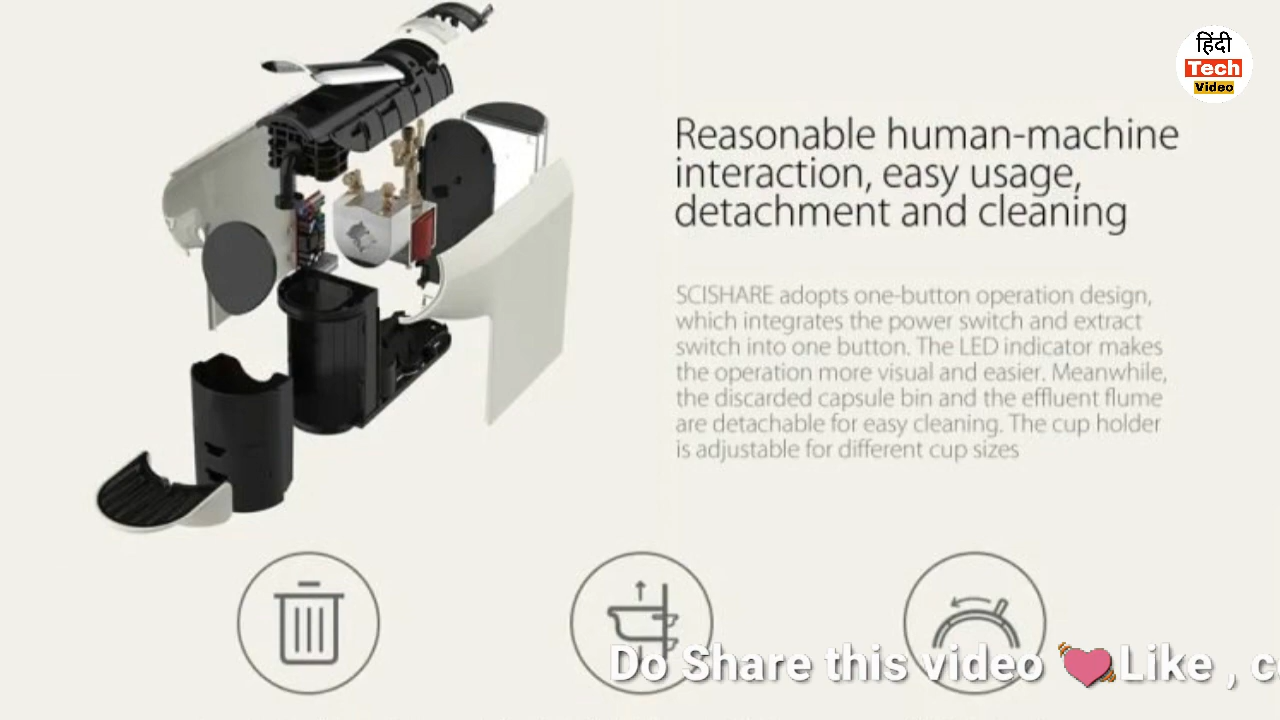 हिंदी
Tech
Video
Reasonable human-machine
interaction, easy usage,
detachment and cleaning
SCISHARE adopts one-button operation design,
which integrates the power switch and extract
switch into one button. The LED indicator makes
the operation more visual and easier. Meanwhile,
the discarded capsule bin and the effluent flume
are detachable for easy cleaning. The cup holder
is adjustable for different cup sizes
Do Share this video 💘Like ,